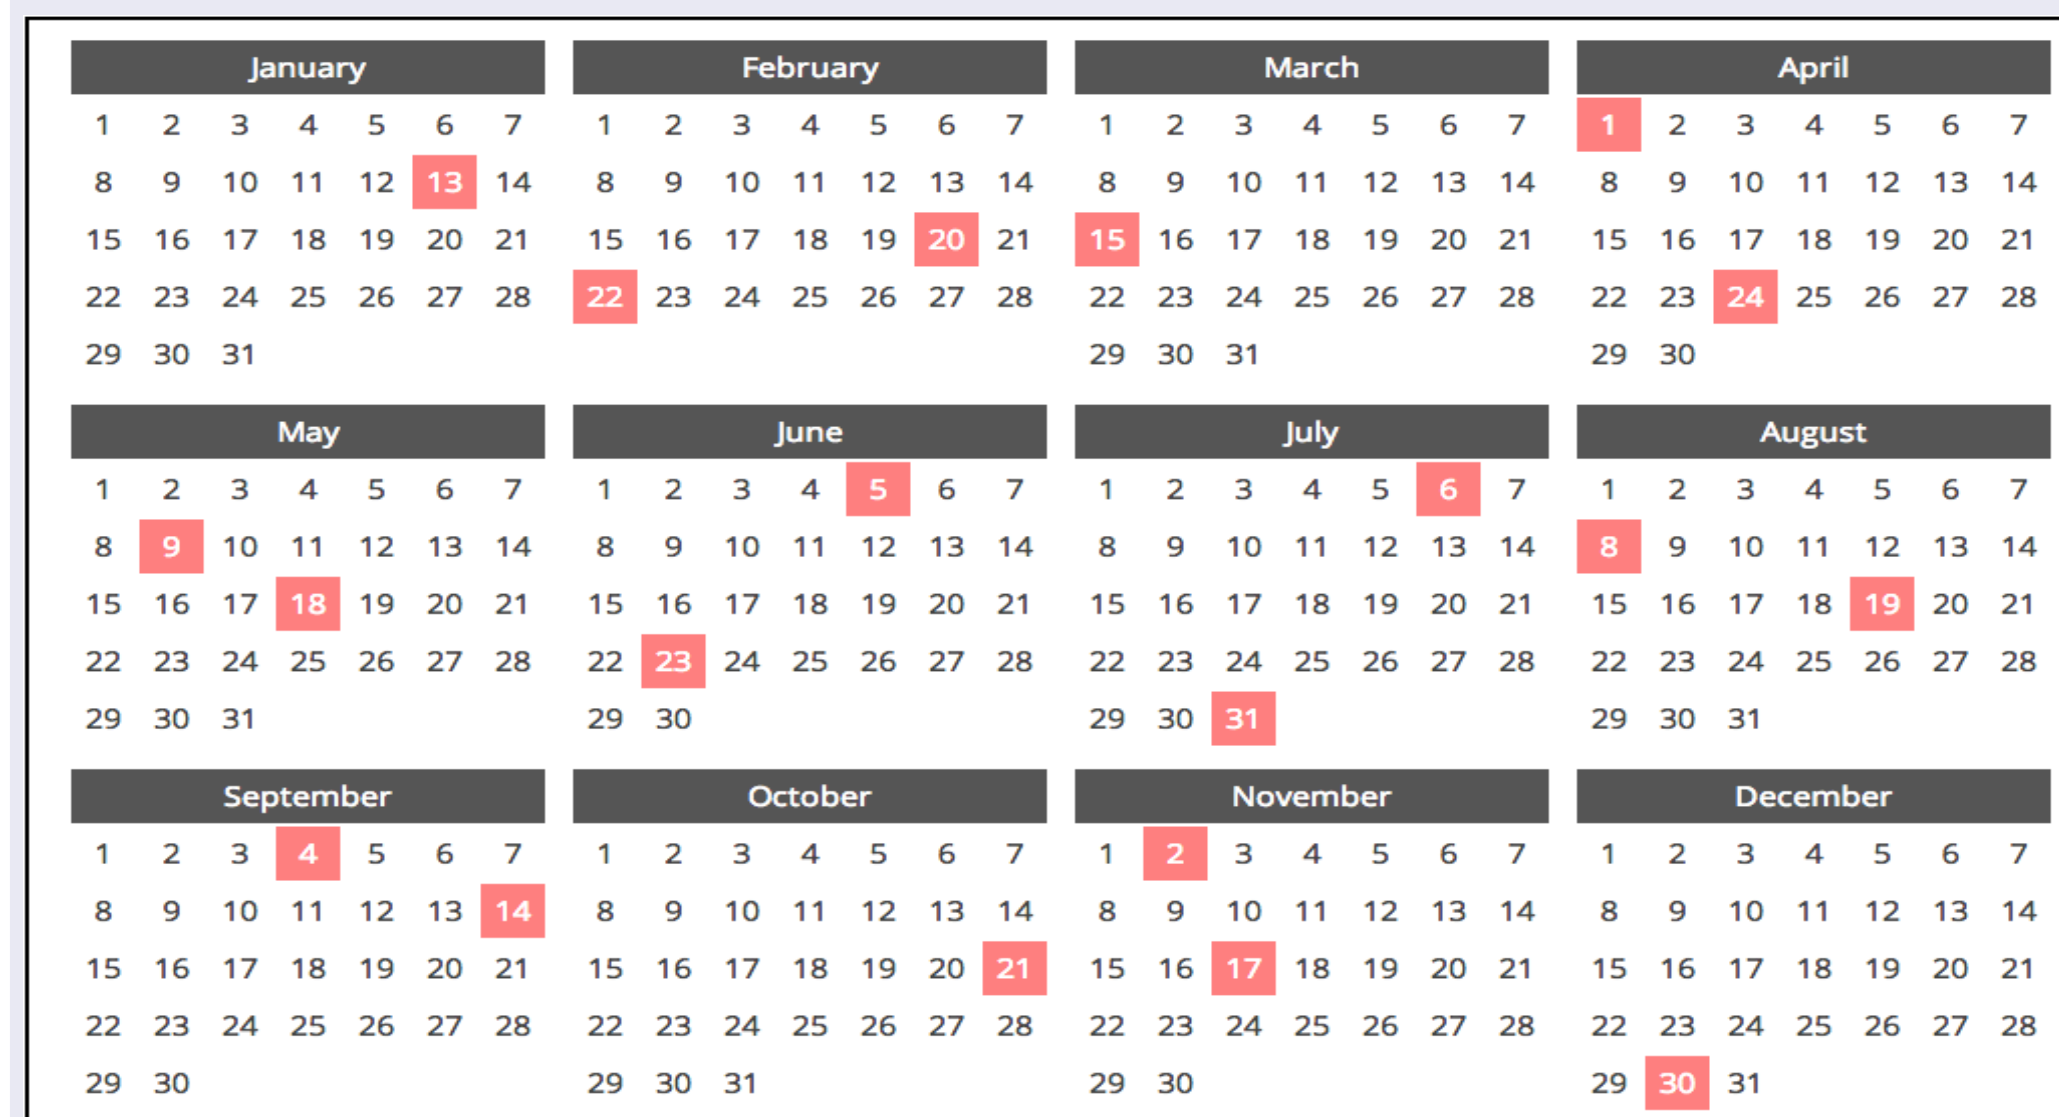 January February March April
1 2 3 4 5 6 7 1 2 3 4 5 6 7 1 2 3 4 5 6 7 1 2 3 4 5 6 7
8 9 10 11 12 13 14 8 9 10 11 12 13 14 8 9 10 11 12 13 14 8 9 10 11 12 13 14
15 16 17 18 19 20 21 15 16 17 18 19 20 21 15 16 17 18 19 20 21 15 16 17 18 19 20 21
22 23 24 25 26 27 28 22 23 24 25 26 27 28 22 23 24 25 26 27 28 22 23 24 25 26 27 28
29 30 31 29 30 31 29 30
May June July August
1 2 3 4 5 6 7 1 2 3 4 5 6 7 1 2 3 4 5 6 7 1 2 3 4 5 6 7
8 9 10 11 12 13 14 8 9 10 11 12 13 14 8 9 10 11 12 13 14 8 9 10 11 12 13 14
15 16 17 18 19 20 21 15 16 17 18 19 20 21 15 16 17 18 19 20 21 15 16 17 18 19 20 21
22 23 24 25 26 27 28 22 23 24 25 26 27 28 22 23 24 25 26 27 28 22 23 24 25 26 27 28
29 30 31 29 30 29 30 31 29 30 31
September October November December
1 2 3 4 5 6 7 1 2 3 4 5 6 7 1 2 3 4 5 6 7 1 2 3 4 5 6 7
8 9 10 11 12 13 14 8 9 10 11 12 13 14 8 9 10 11 12 13 14 8 9 10 11 12 13 14
15 16 17 18 19 20 21 15 16 17 18 19 20 21 15 16 17 18 19 20 21 15 16 17 18 19 20 21
22 23 24 25 26 27 28 22 23 24 25 26 27 28 22 23 24 25 26 27 28 22 23 24 25 26 27 28
29 30 29 30 31 29 30 29 30 31